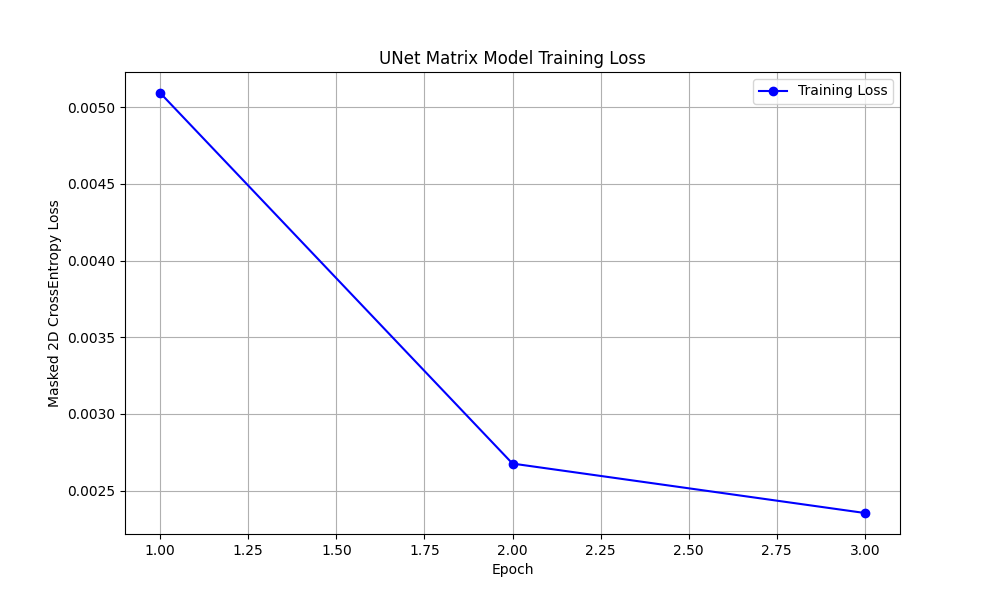 UNet Matrix Model Training Loss
Training Loss
0.0050
0.0045
0.0040
0.0035
0.0030
0.0025
Masked 2D CrossEntropy Loss
1.00 1.25 1.50 1.75 2.00 2.25 2.50 2.75 3.00
Epoch